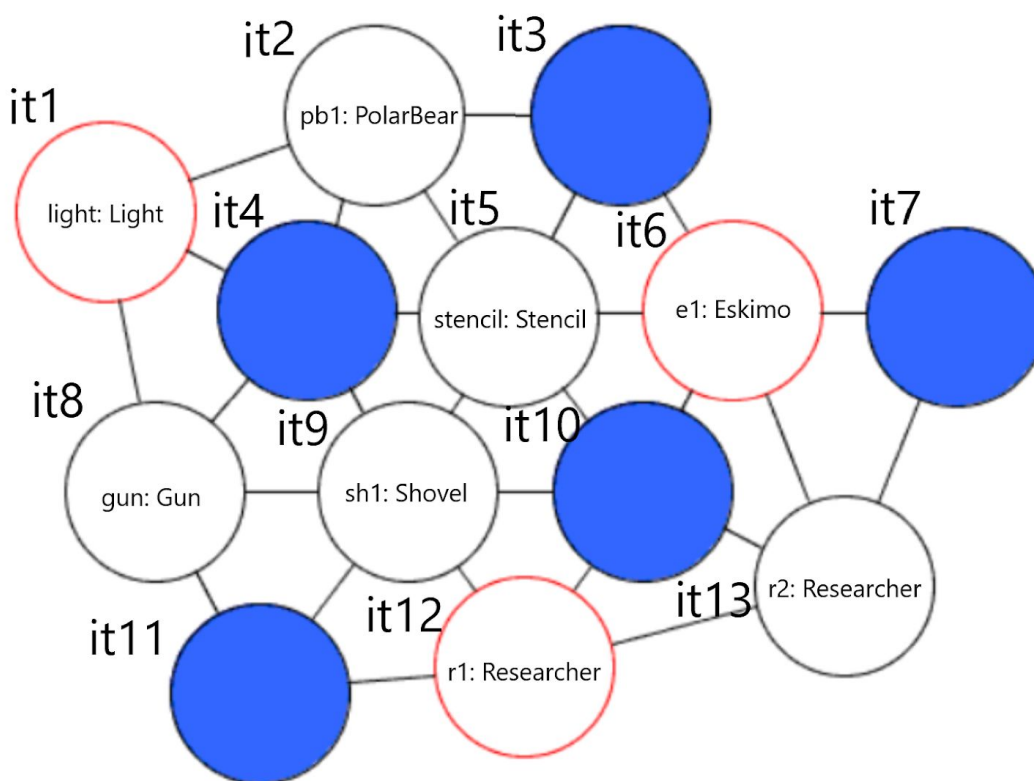 it2
it3
pb1: PolarBear
it1
light: Light
it4
it5
it6
it7
stencil: Stencil
e1: Eskimo
it8
it9
it10
gun: Gun
sh1: Shovel
it11
it12
it13
r2: Researcher
r1: Researcher